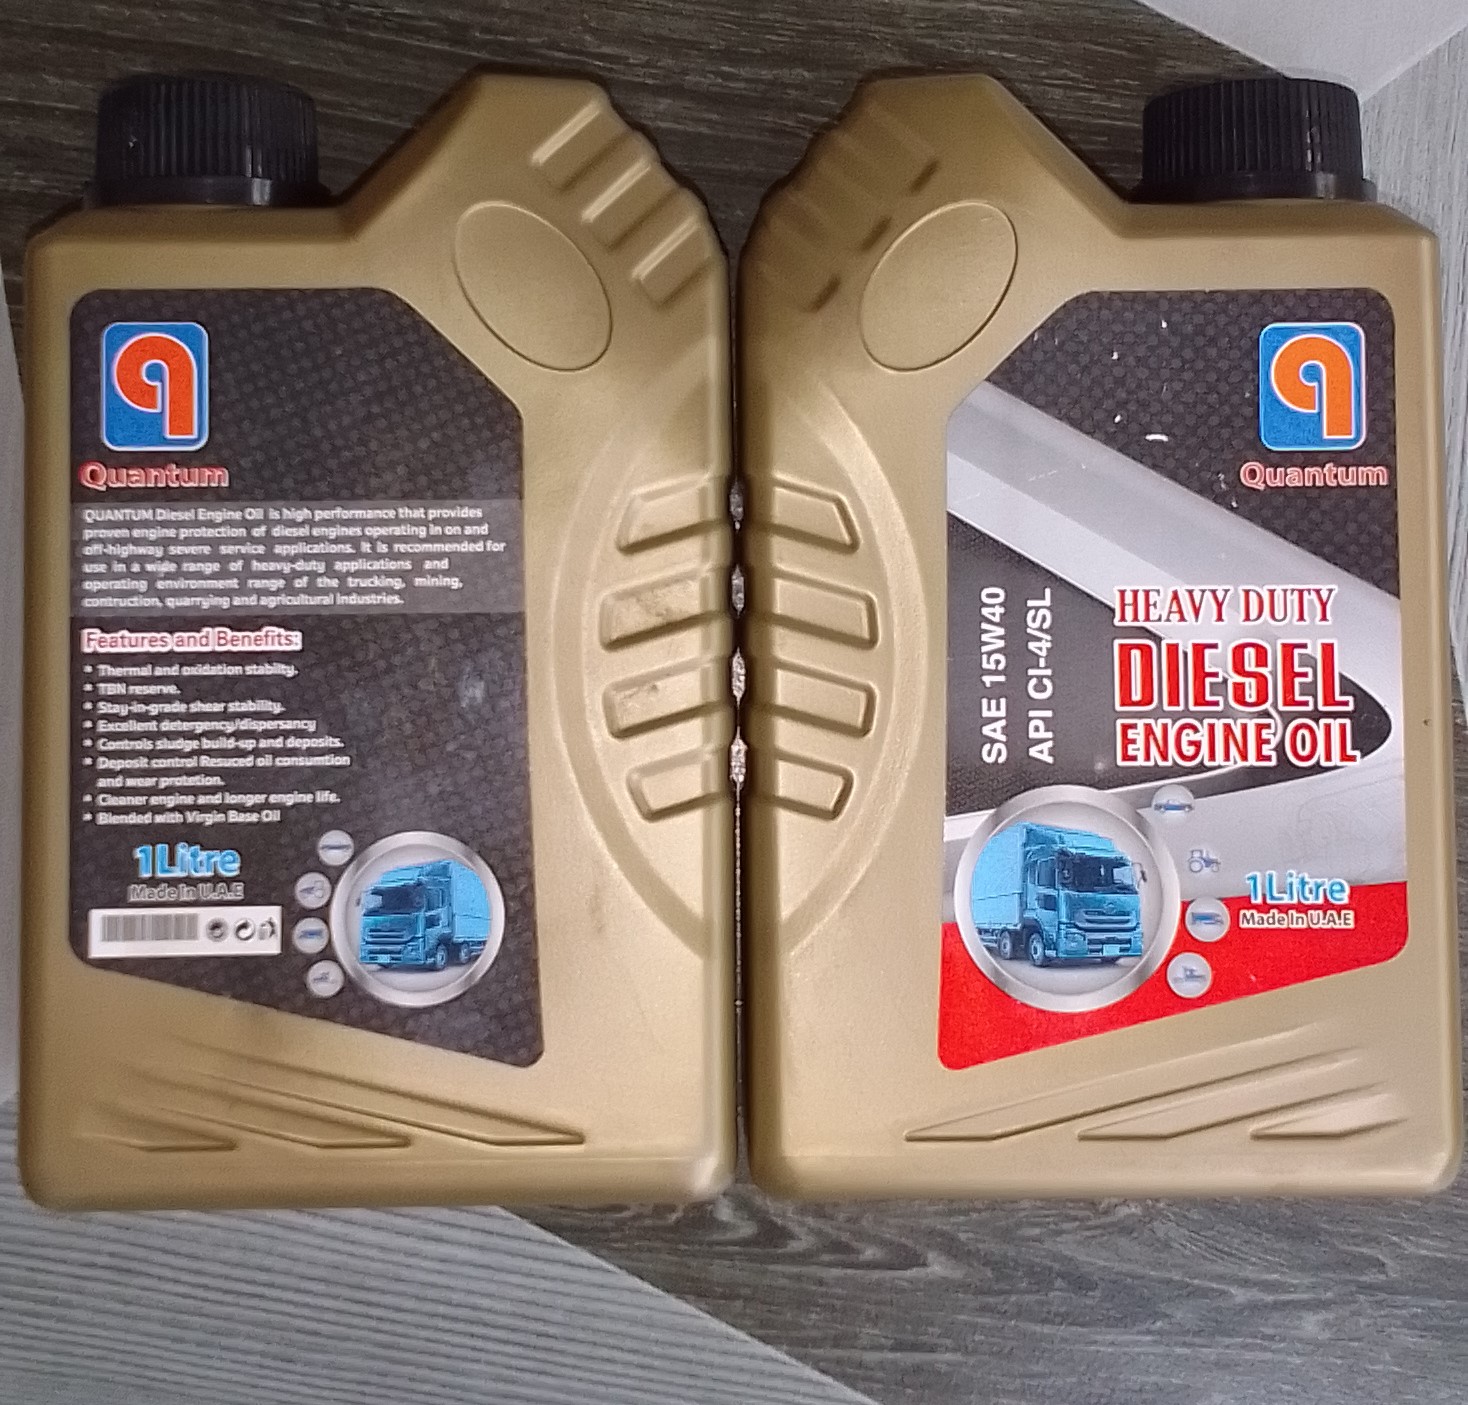 Quantum
QUANTUM Diesel Engine Oil is high performance that provides
proven engine protection of diesel engines operating in on and
off-highway severe service applications. It is recommended for
use in a wide range of heavy-duty applications and
operating environment range of the trucking, mining,
contruction, quarrying and agricultural industries.
Features and Benefits:
* Thermal and oxidation stabilty.
* TBN reserve.
* Stay-in-grade shear stability.
* Excellent detergency/dispersancy
* Controls sludge build-up and deposits.
* Deposit control Resuced oil consumtion
and wear protetion.
* Cleaner engine and longer engine life.
* Blended with Virgin Base Oil
1Litre
Made In U.A.E
Quantum
SAE 15W40
API CI-4/SL
HEAVY DUTY
DIESEL
ENGINE OIL
1Litre
Made In U.A.E